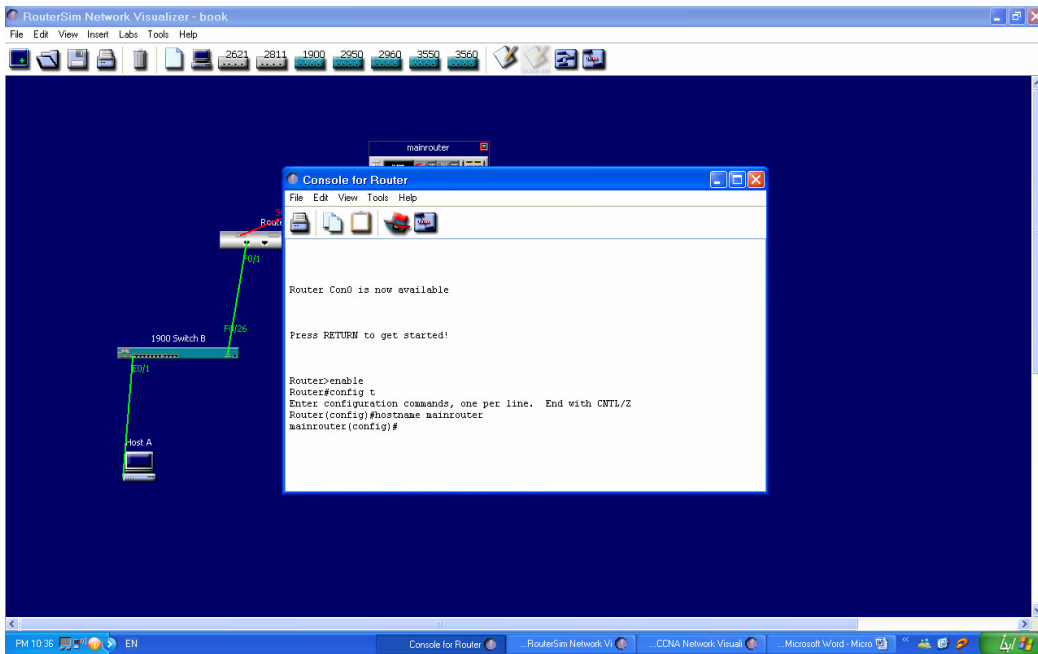 RouterSim Network Visualizer - book
File Edit View Insert Labs Tools Help
2621 2811 1900 2950 2960 3550 3560
mainrouter
Console for Router
File Edit View Tools Help
F0/1
Router Con0 is now available
Press RETURN to get started!
F0/26
1900 Switch B
E0/1
Router>enable
Router#config t
Enter configuration commands, one per line. End with CNTL/Z
Router(config)#hostname mainrouter
mainrouter(config)#
Host A
PM 10:36
EN
Console for Router
...RouterSim Network Vi
...CCNA Network Visuali
...Microsoft Word - Micro
ابدأ